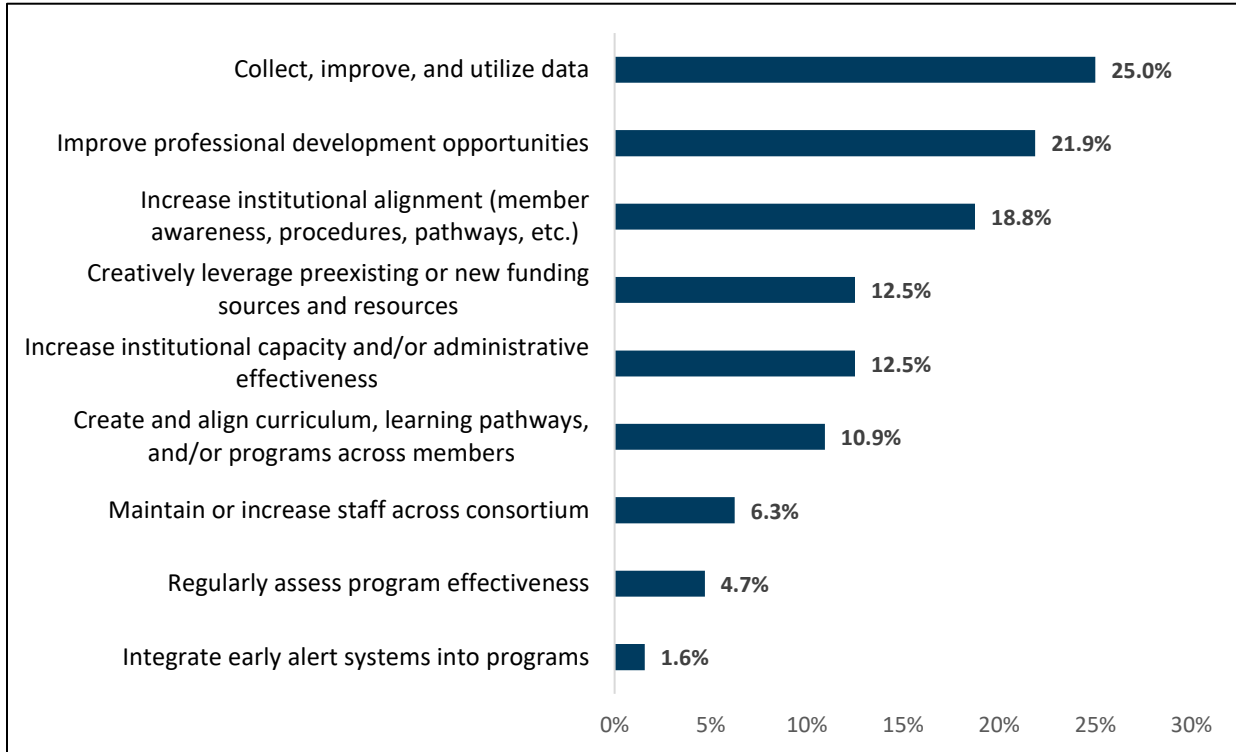 Collect, improve, and utilize data
25.0%
Improve professional development opportunities
21.9%
Increase institutional alignment (member
awareness, procedures, pathways, etc.)
18.8%
Creatively leverage preexisting or new funding
sources and resources
12.5%
Increase institutional capacity and/or administrative
effectiveness
12.5%
Create and align curriculum, learning pathways,
and/or programs across members
10.9%
Maintain or increase staff across consortium
6.3%
Regularly assess program effectiveness
4.7%
Integrate early alert systems into programs
1.6%
0% 5% 10% 15% 20% 25% 30%